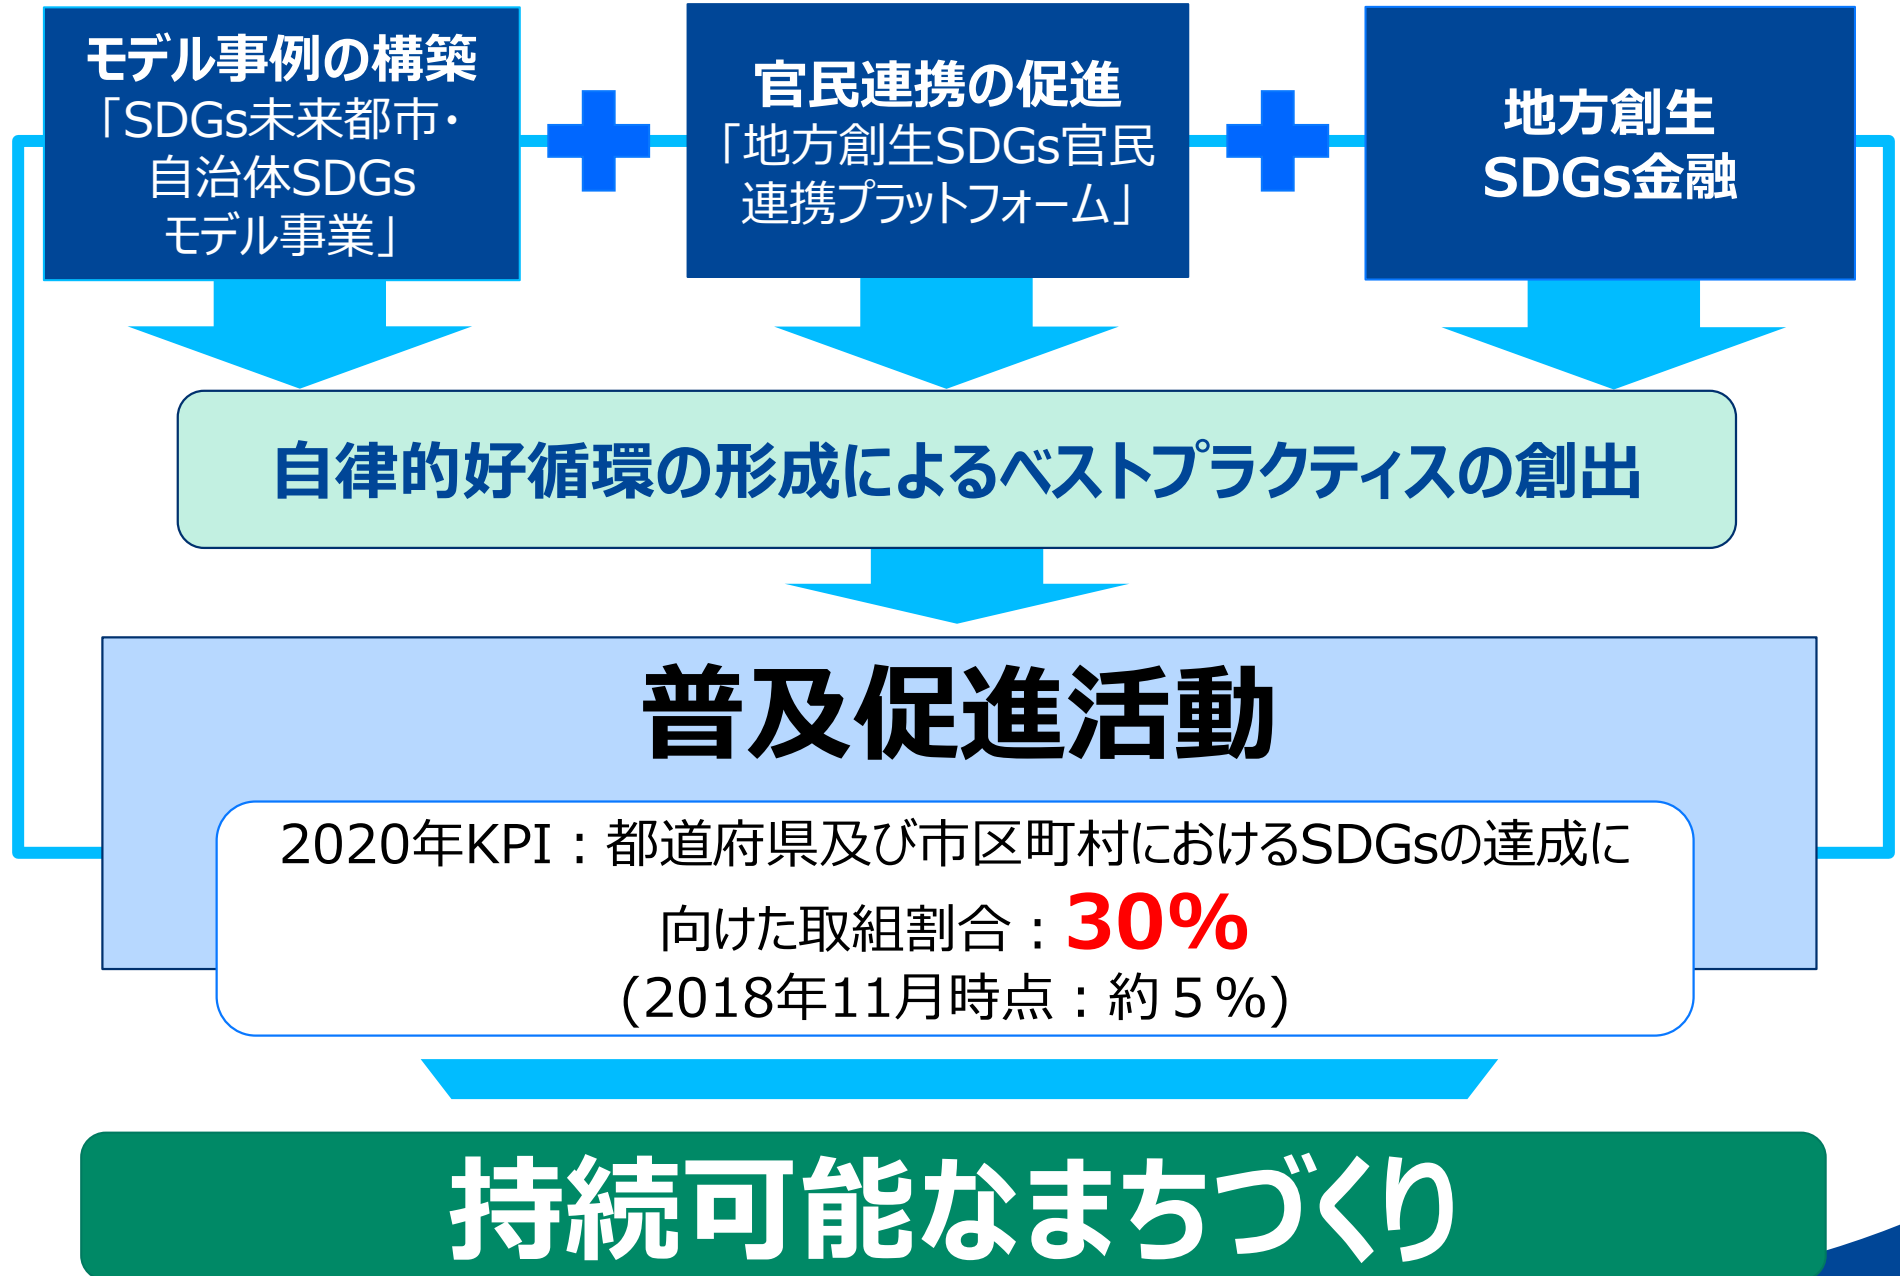 モデル事例の構築
「SDGs未来都市・
自治体SDGs
モデル事業」
官民連携の促進
「地方創生SDGs官民
連携プラットフォーム」
地方創生
SDGs金融
自律的好循環の形成によるベストプラクティスの創出
普及促進活動
2020年KPI：都道府県及び市区町村におけるSDGsの達成に
向けた取組割合：30%
(2018年11月時点：約５%)
持続可能なまちづくり